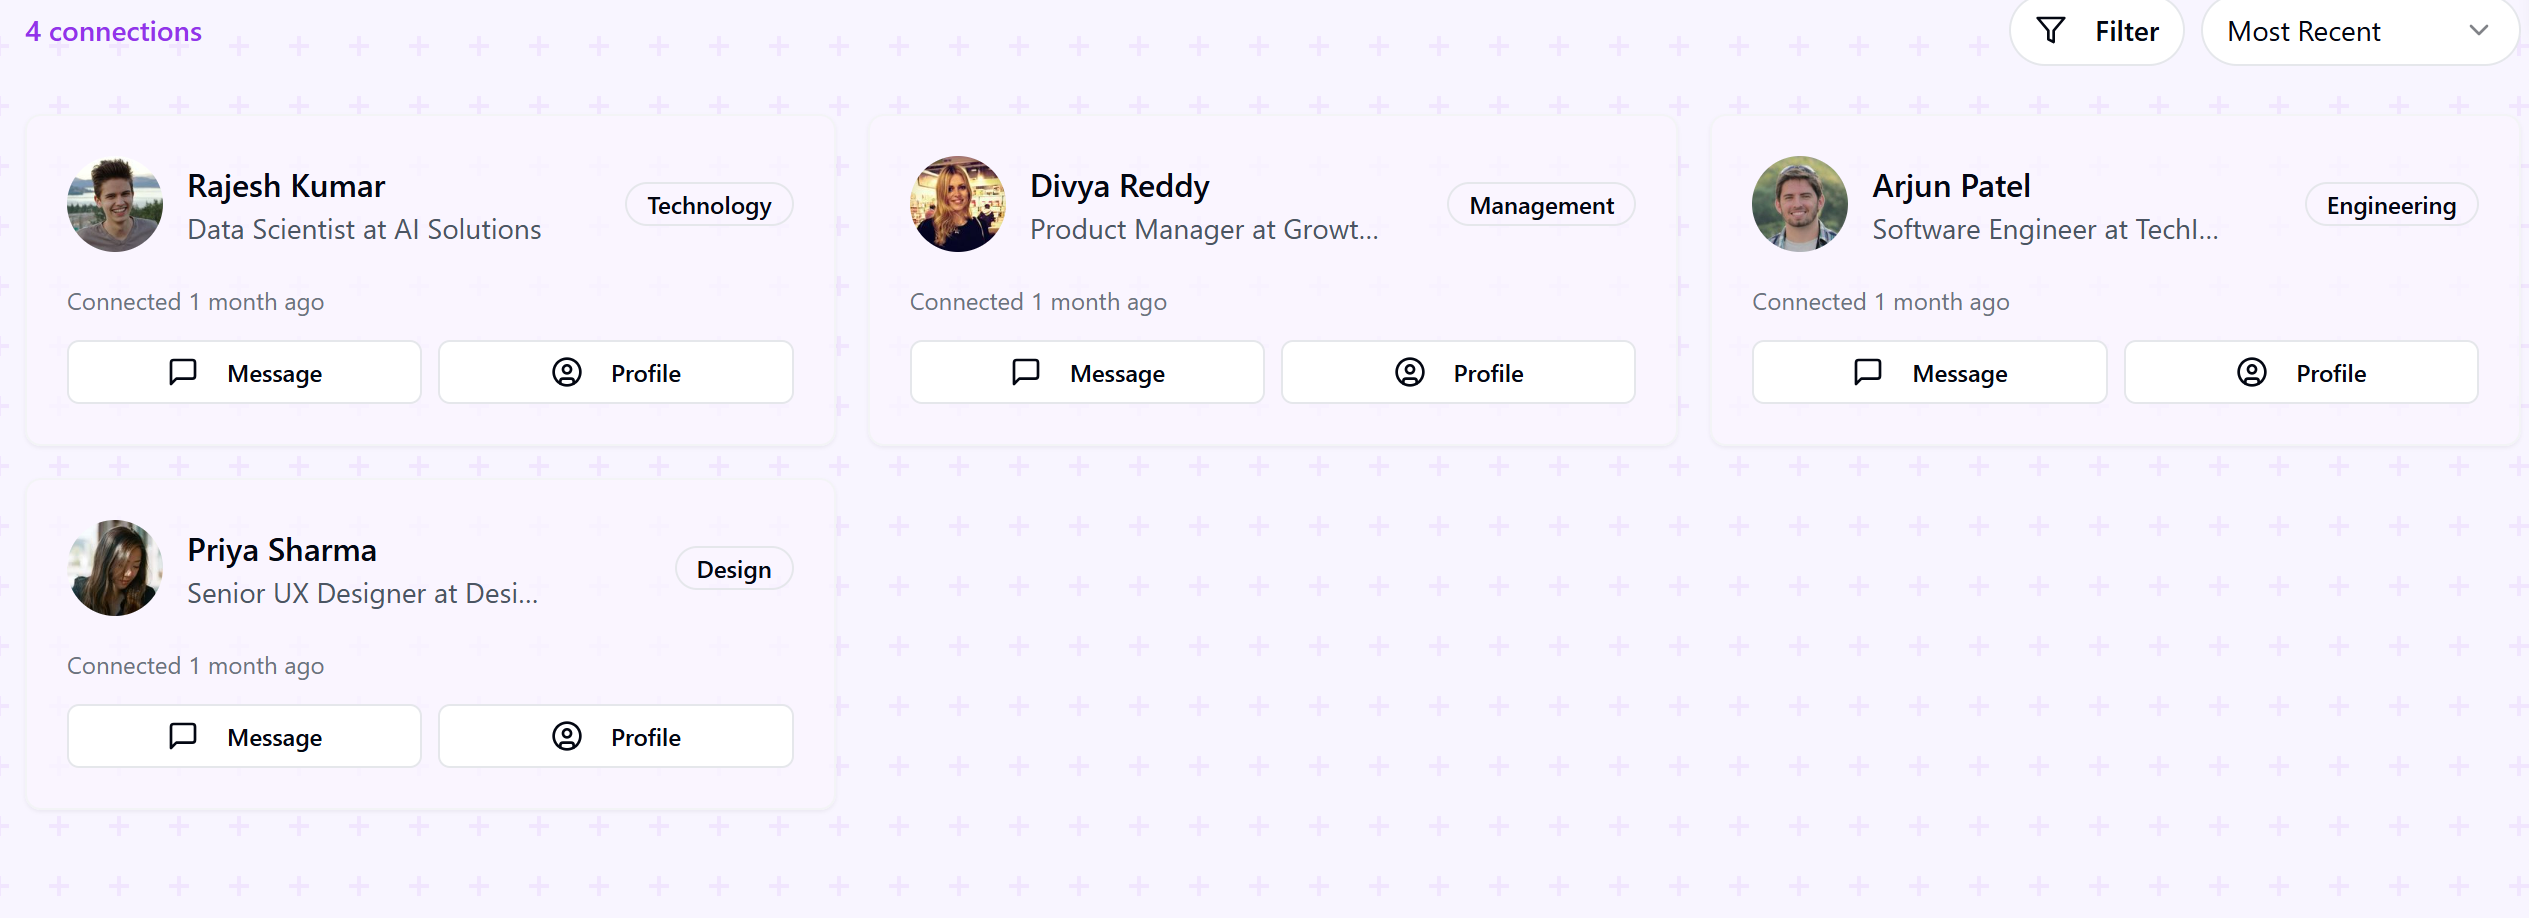 4 connections
Filter
Most Recent
Rajesh Kumar
Data Scientist at AI Solutions
Technology
Connected 1 month ago
Message
Profile
Divya Reddy
Product Manager at Growt...
Management
Connected 1 month ago
Message
Profile
Arjun Patel
Software Engineer at TechI...
Engineering
Connected 1 month ago
Message
Profile
Priya Sharma
Senior UX Designer at Desi...
Design
Connected 1 month ago
Message
Profile